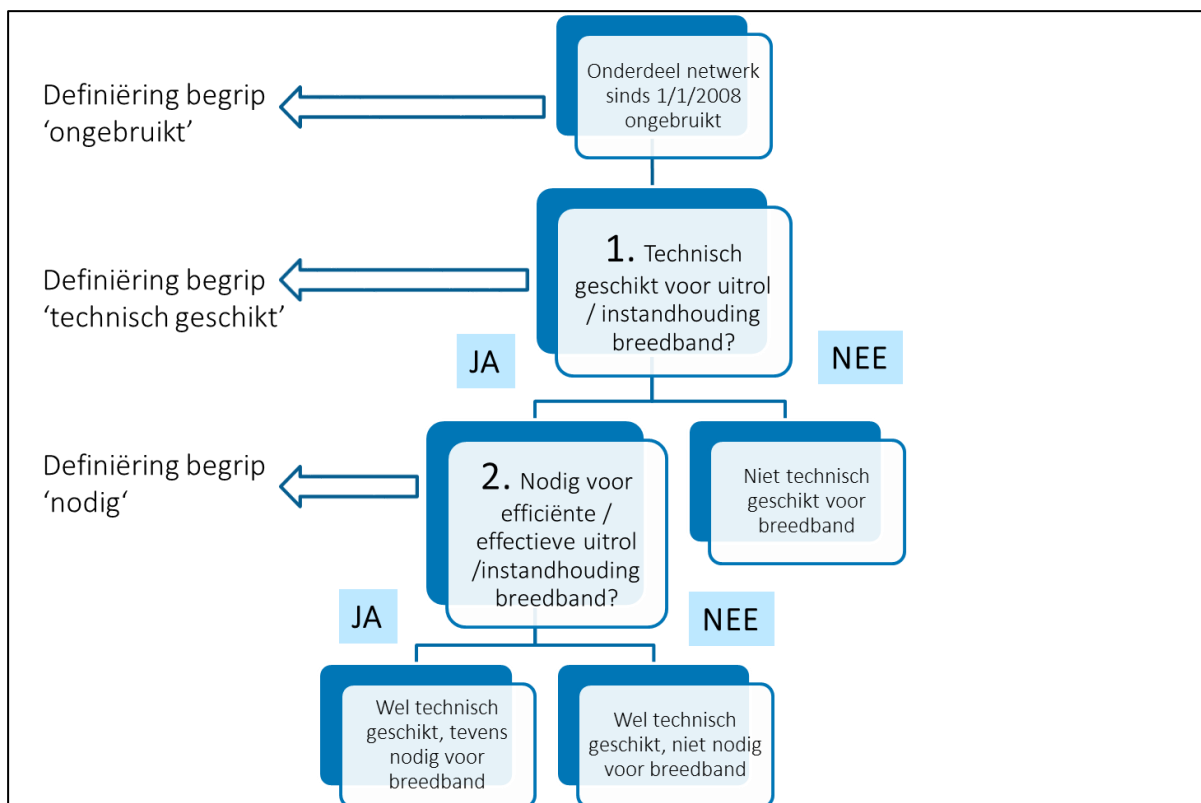 Definiëring begrip
‘ongebruikt’
Onderdeel netwerk
sinds 1/1/2008
ongebruikt
Definiëring begrip
‘technisch geschikt’
1. Technisch
geschikt voor uitrol
/ instandhouding
breedband?
JA
NEE
Definiëring begrip
‘nodig‘
2. Nodig voor
efficiënte /
effectieve uitrol
/instandhouding
breedband?
Niet technisch
geschikt voor
breedband
JA
NEE
Wel technisch
geschikt, tevens
nodig voor
breedband
Wel technisch
geschikt, niet nodig
voor breedband